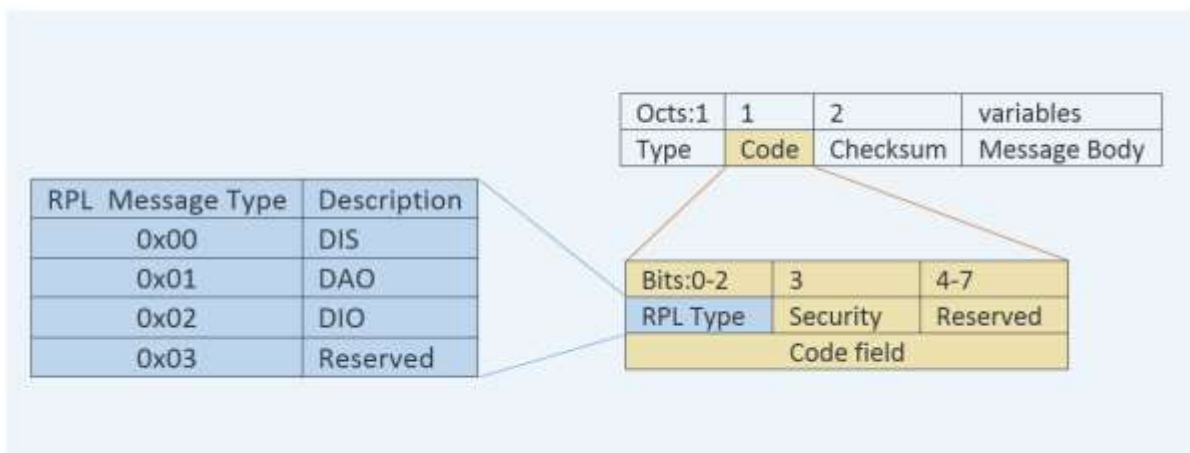 Octs:1 1 2 variables
Type Code Checksum Message Body
RPL Message Type Description
0x00 DIS
0x01 DAO
0x02 DIO
0x03 Reserved
Bits:0-2 3 4-7
RPL Type Security Reserved
Code field